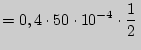 = 0,4 · 50 · 10⁻⁴ · 1/2